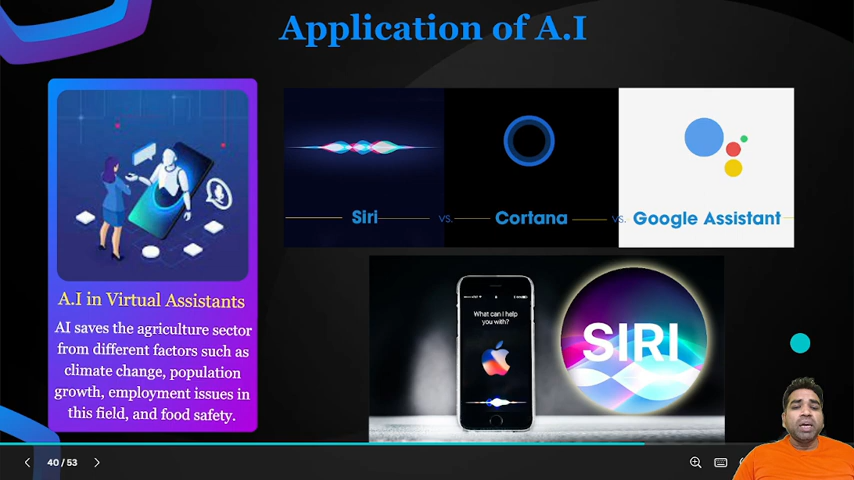 Application of A.I
Siri
vs.
Cortana
vs.
Google Assistant
A.I in Virtual Assistants
AI saves the agriculture sector
from different factors such as
climate change, population
growth, employment issues in
this field, and food safety.
What can I help
you with?
SIRI
40 / 53